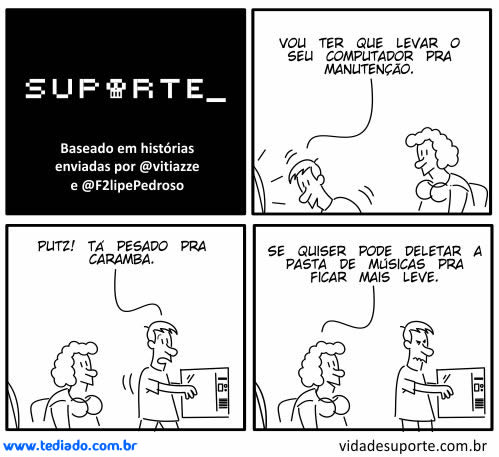 SUPORTE_
Baseado em histórias
enviadas por @vitiazze
e @F2lipePedroso
VOU TER QUE LEVAR O
SEU COMPUTADOR PRA
MANUTENÇÃO.
PUTZ! TÁ PESADO PRA
CARAMBA.
SE QUISER PODE DELETAR A
PASTA DE MÚSICAS PRA
FICAR MAIS LEVE.
www.tediado.com.br
vidadesuporte.com.br